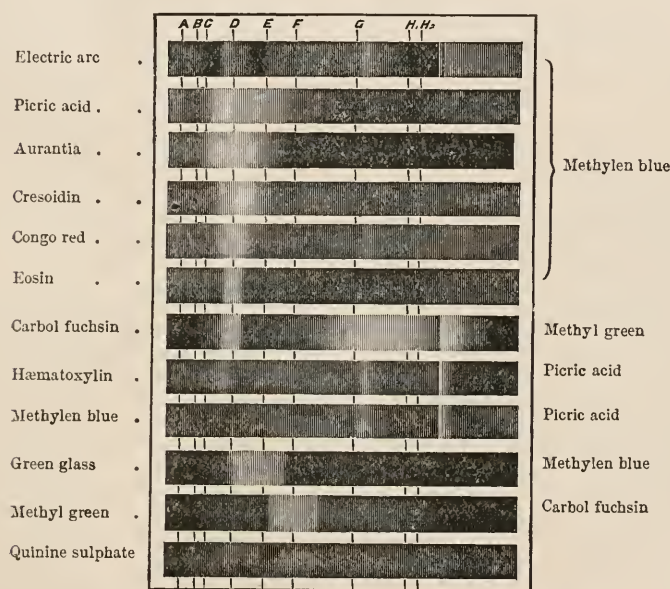 A B C D E F G H, H₂
Electric arc .
Picric acid . .
Aurantia . .
Cresoidin . .
Congo red . .
Eosin . .
Methylen blue
Carbol fuchsin . Methyl green
Hæmatoxylin . Picric acid
Methylen blue . Picric acid
Green glass . Methylen blue
Methyl green . Carbol fuchsin
Quinine sulphate